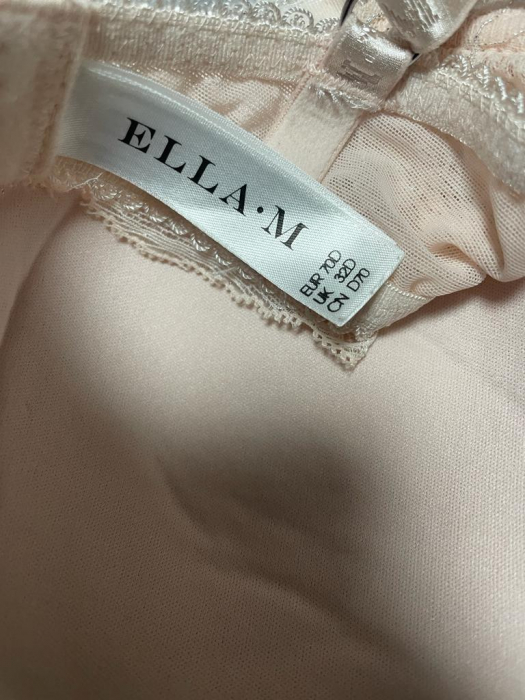 ELLA·M
EUR 70D
UK 32D
CN D70